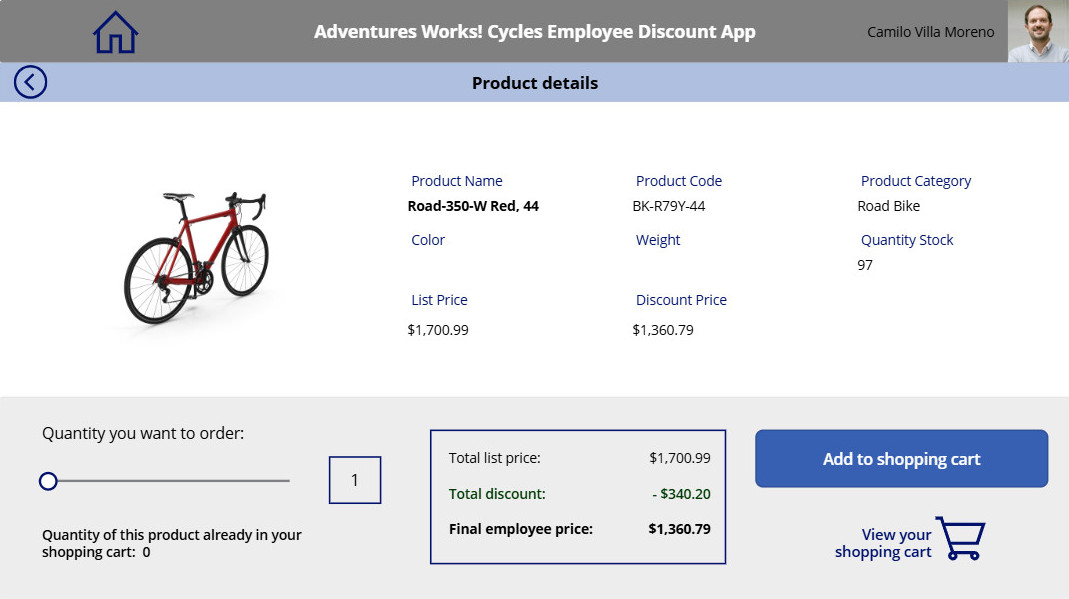 Adventures Works! Cycles Employee Discount App
Camilo Villa Moreno
Product details
Product Name
Product Code
Product Category
Road-350-W Red, 44
BK-R79Y-44
Road Bike
Color
Weight
Quantity Stock
97
List Price
Discount Price
$1,700.99
$1,360.79
Quantity you want to order:
1
Quantity of this product already in your
shopping cart: 0
Total list price: $1,700.99
Total discount: - $340.20
Final employee price: $1,360.79
Add to shopping cart
View your
shopping cart